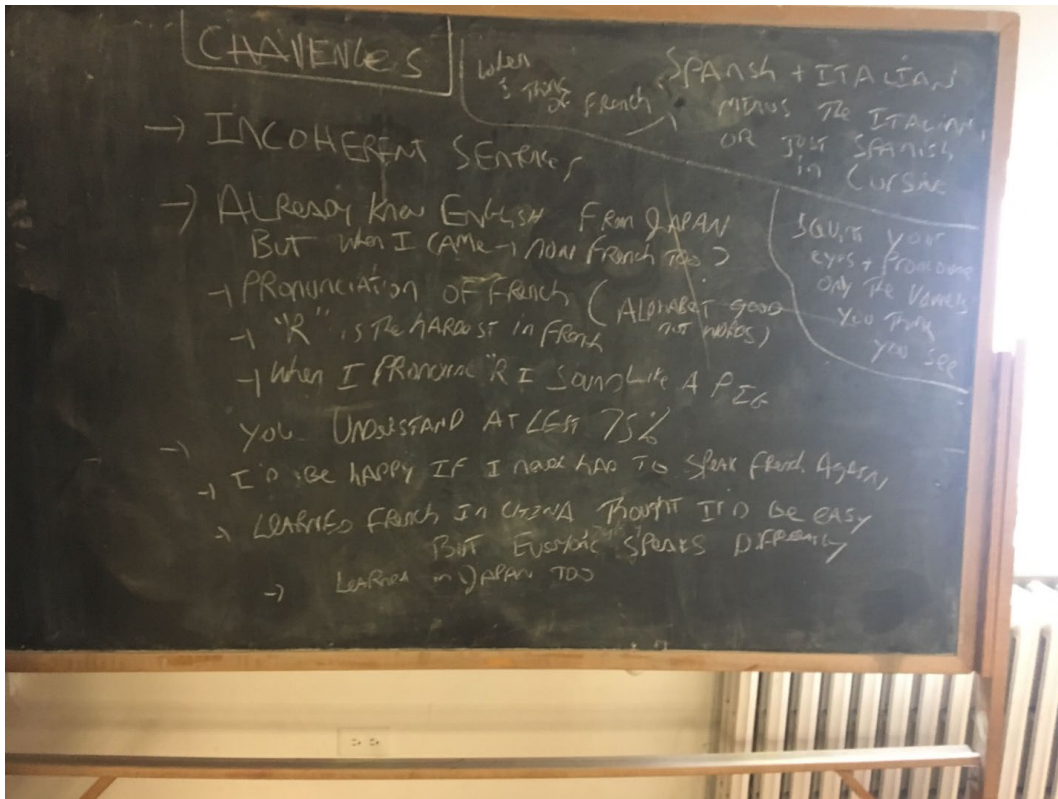 CHALLENGES
When I think of French → SPANISH + ITALIAN
MINUS The ITALIAN,
OR JUST SPANISH
in CURSIVE
→ INCOHERENT SENTENCES
→ ALREADY KNOW ENGLISH FROM JAPAN
BUT when I CAME → NOW FRENCH TOO
SQUINT YOUR
eyes + PRONOUNCE
ONLY THE VOWELS
YOU THINK
YOU SEE
→ PRONUNCIATION OF FRENCH (ALPHABET GOOD
NOT WORDS)
→ "R" is The HARDEST IN FRENCH
→ When I PRONOUNCE "R I SOUND LIKE A PIG
→ YOU UNDERSTAND AT LEST 75%
→ I'D BE HAPPY IF I never HAD TO SPEAK French AGAIN,
→ LEARNED FRENCH IN CHINA THOUGHT IT'D BE EASY
BUT EVERYONE SPEAKS DIFFERENTLY
→ LEARNED in JAPAN TOO